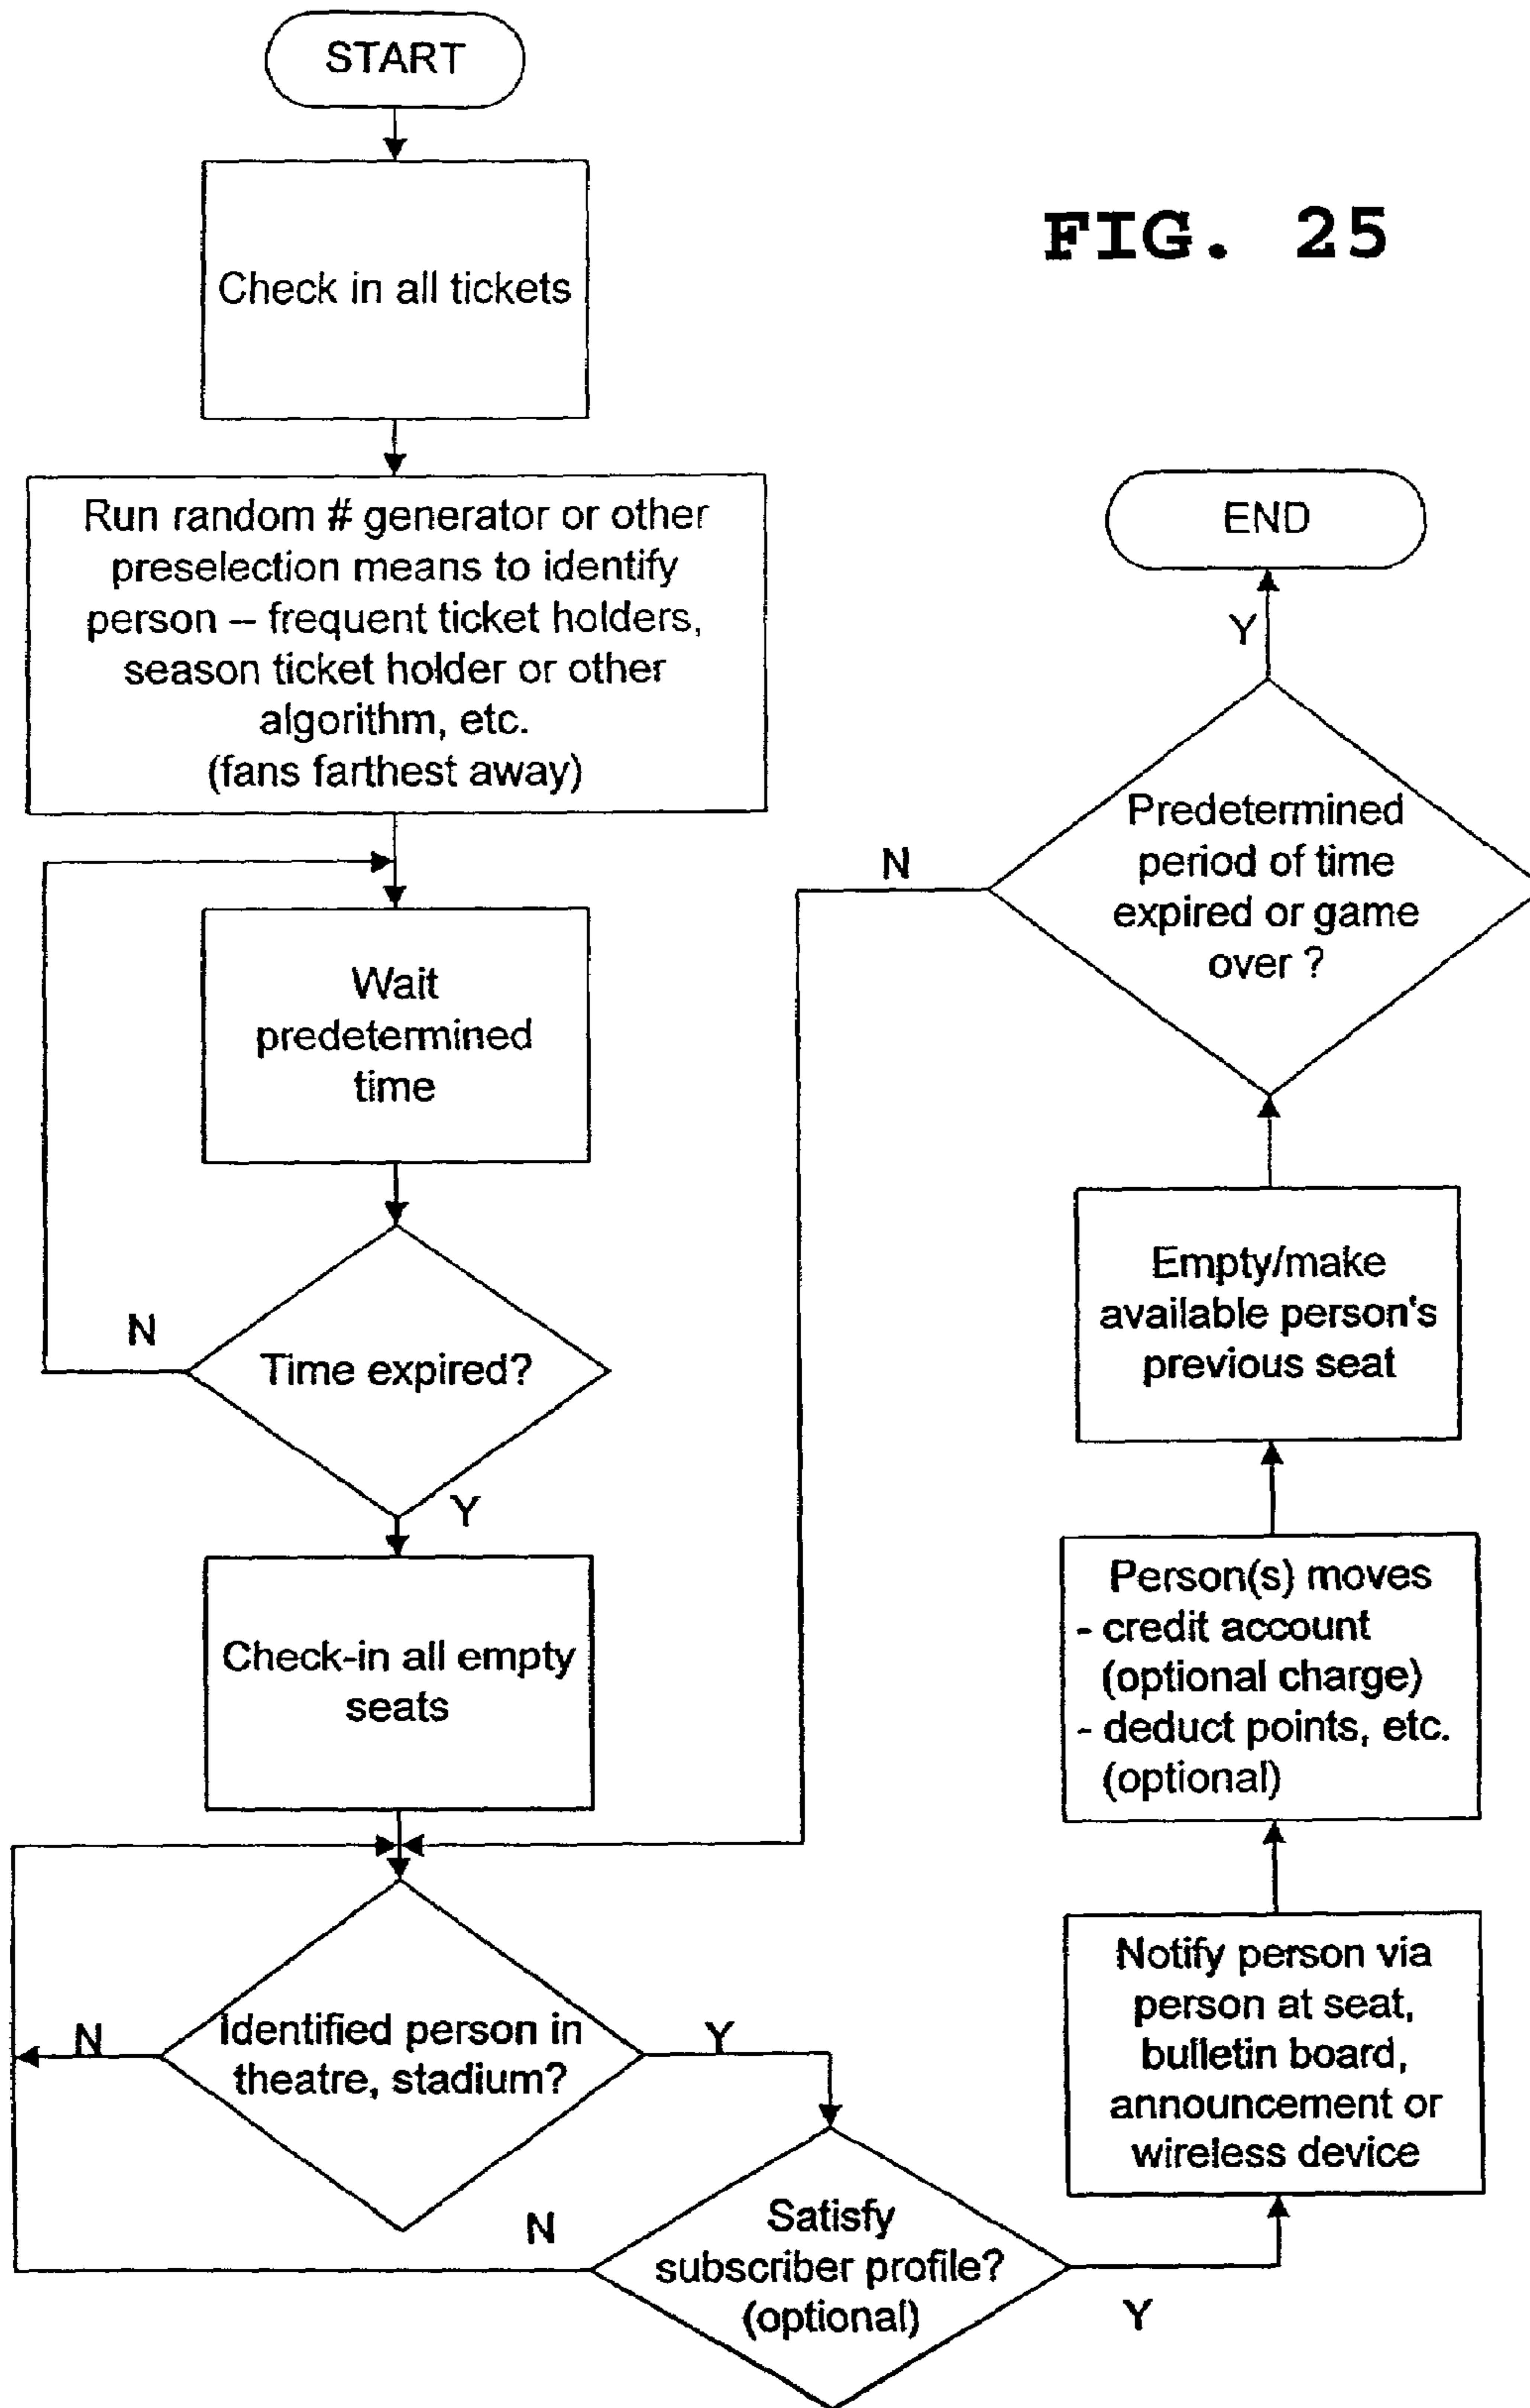 START
FIG. 25
Check in all tickets
Run random # generator or other
preselection means to identify
person – frequent ticket holders,
season ticket holder or other
algorithm, etc.
(fans farthest away)
Wait
predetermined
time
N
Time expired?
Y
Check-in all empty
seats
N
Identified person in
theatre, stadium?
Y
N
Satisfy
subscriber profile?
(optional)
Y
Notify person via
person at seat,
bulletin board,
announcement or
wireless device
Person(s) moves
- credit account
(optional charge)
- deduct points, etc.
(optional)
Empty/make
available person's
previous seat
N
Predetermined
period of time
expired or game
over ?
Y
END